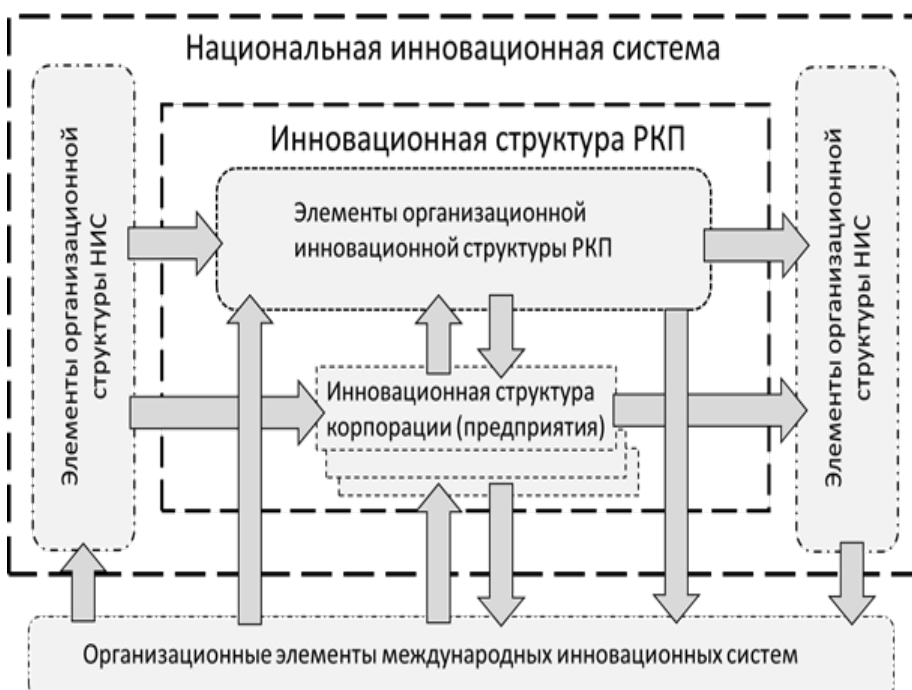 Национальная инновационная система
Элементы организационной
структуры НИС
Инновационная структура РКП
Элементы организационной
инновационной структуры РКП
Инновационная структура
корпорации (предприятия)
Элементы организационной
структуры НИС
Организационные элементы международных инновационных систем